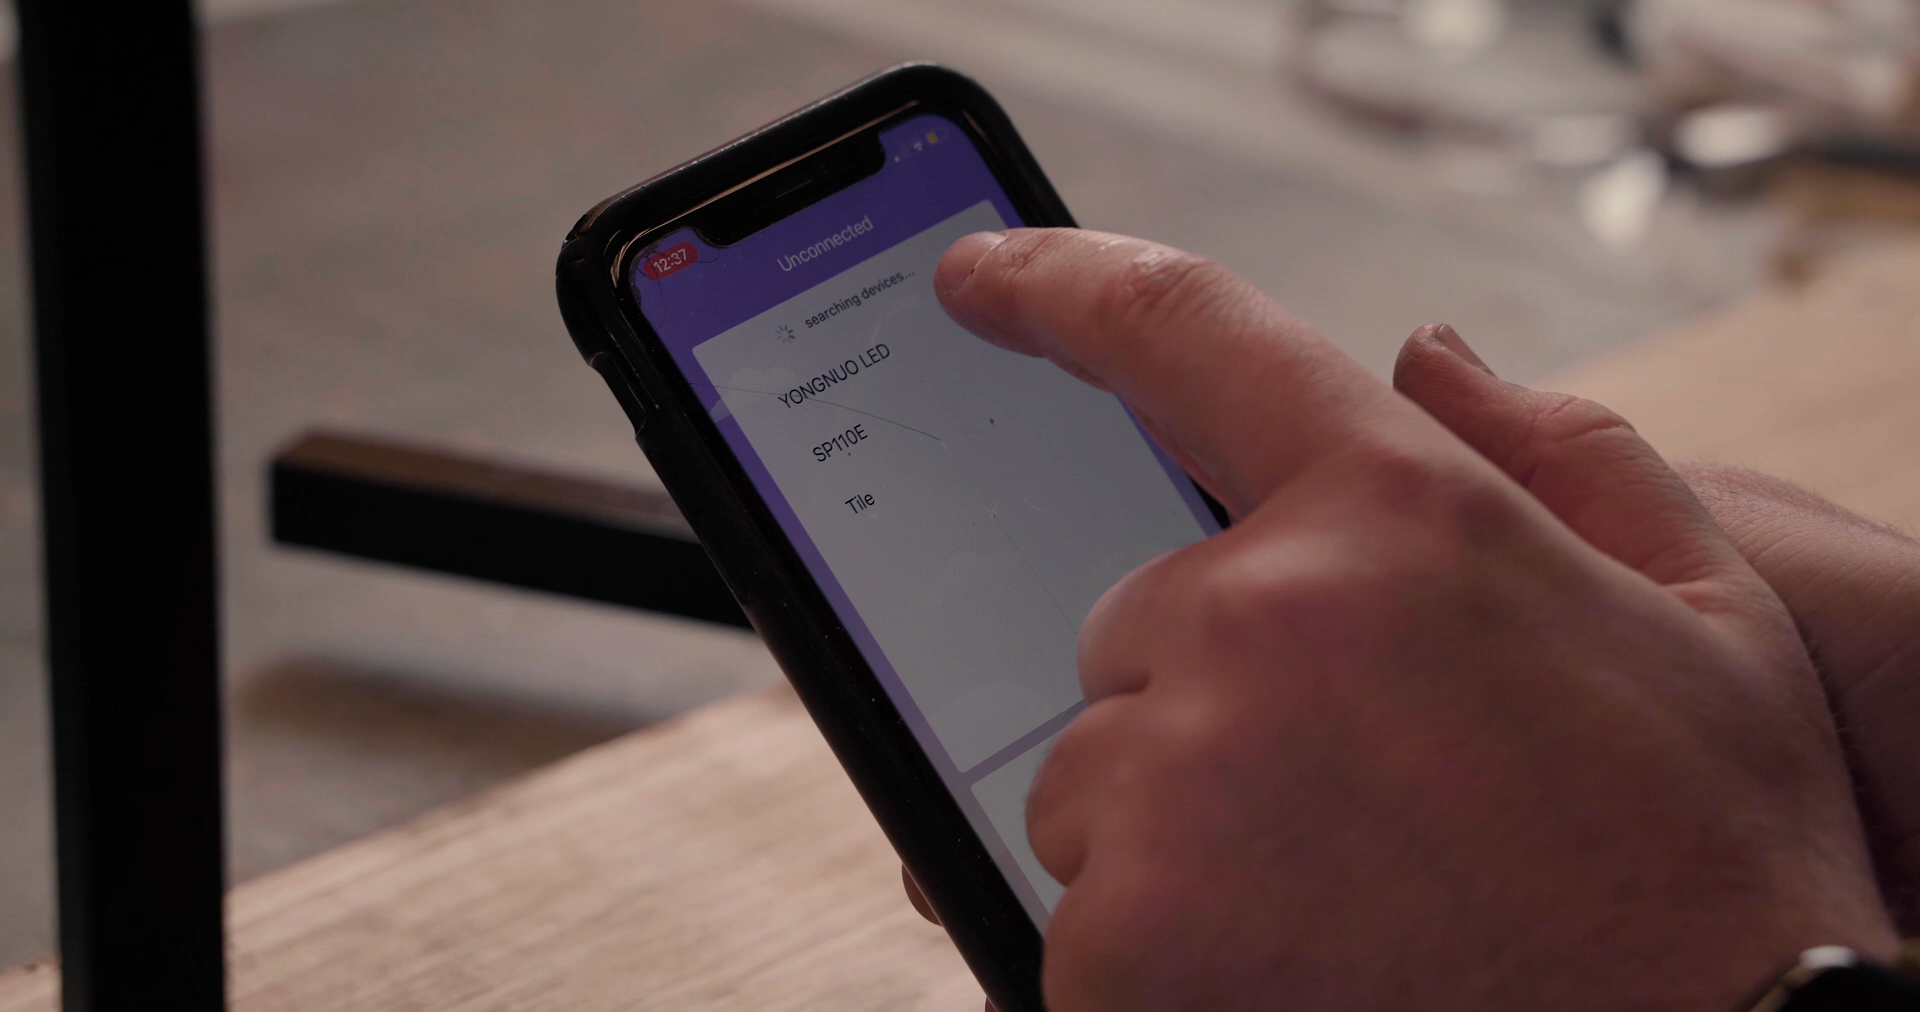 12:37
Unconnected
searching devices...
YONGNUO LED
SP110E
Tile